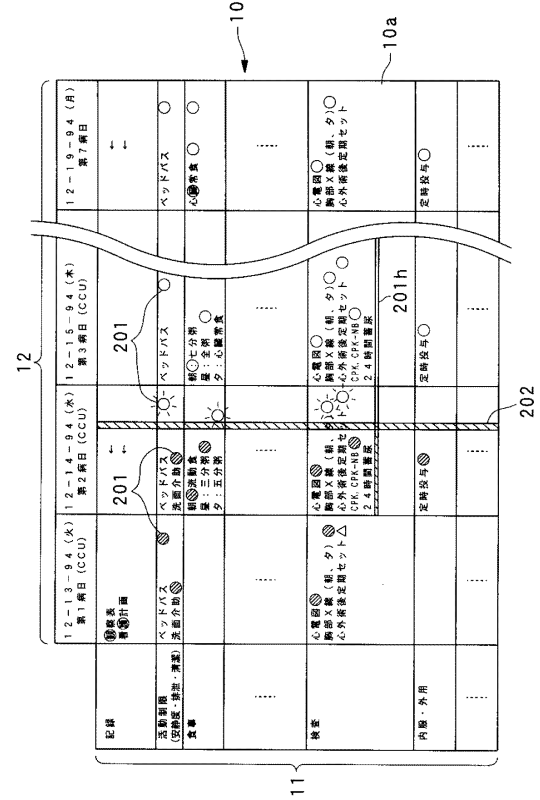 12
10
12-13-94(火)
第1病日(CCU)
12-14-94(水)
第2病日(CCU)
12-15-94(木)
第3病日(CCU)
12-19-94(月)
第7病日
記録
計画
↓
↓
↓
↓
活動制限
(安静度・排泄・清潔)
ベッドバス
洗面介助
201
ベッドバス
洗面介助
201
ベッドバス
ベッドバス
食事
朝 流動食
昼:三分粥
夕:五分粥
朝 七分粥
昼:全粥
夕:心臓常食
心臓常食
検査
心電図
胸部X線(朝、夕)
心外術後定期セット△
心電図
胸部X線(朝、
心外術後定期セット
CPK,CPK-NB
24時間蓄尿
心電図
胸部X線(朝、夕)
心外術後定期セット
CPK,CPK-NB
24時間蓄尿
心電図
胸部X線(朝、夕)
心外術後定期セット
201h
10a
内服・外用
定時投与
定時投与
定時投与
11
202